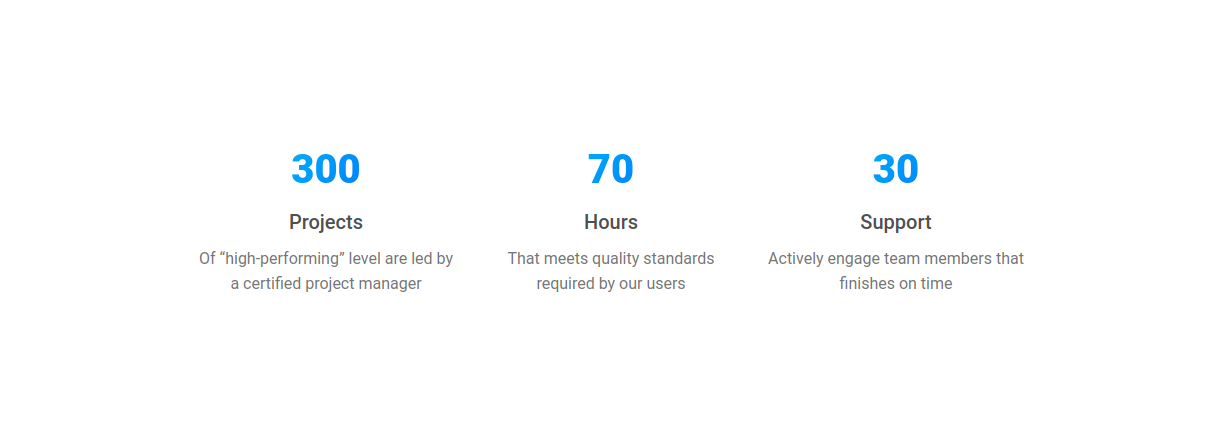 300
Projects
Of “high-performing” level are led by
a certified project manager
70
Hours
That meets quality standards
required by our users
30
Support
Actively engage team members that
finishes on time